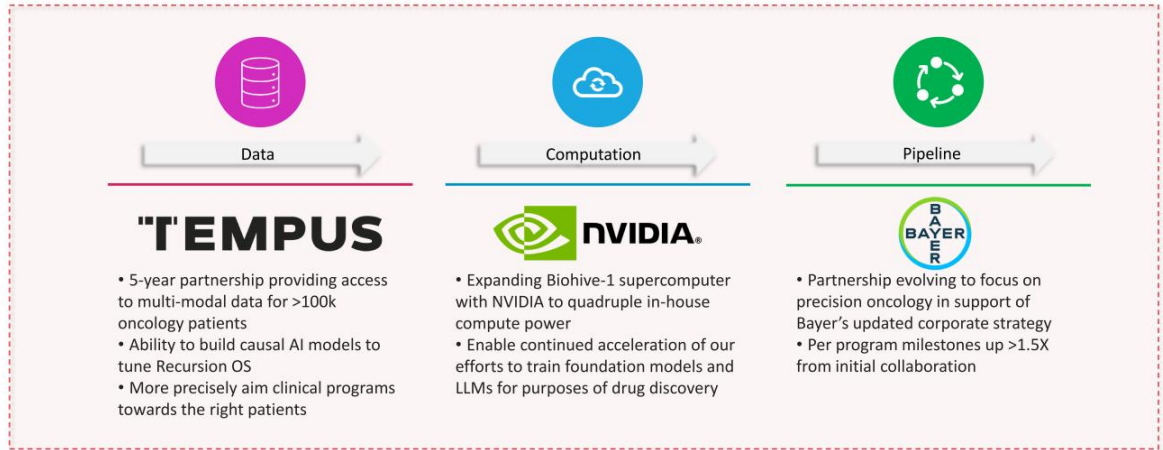 Data
TEMPUS
• 5-year partnership providing access
to multi-modal data for >100k
oncology patients
• Ability to build causal AI models to
tune Recursion OS
• More precisely aim clinical programs
towards the right patients
Computation
NVIDIA®
• Expanding Biohive-1 supercomputer
with NVIDIA to quadruple in-house
compute power
• Enable continued acceleration of our
efforts to train foundation models and
LLMs for purposes of drug discovery
Pipeline
BAYER
BAYER
• Partnership evolving to focus on
precision oncology in support of
Bayer’s updated corporate strategy
• Per program milestones up >1.5X
from initial collaboration